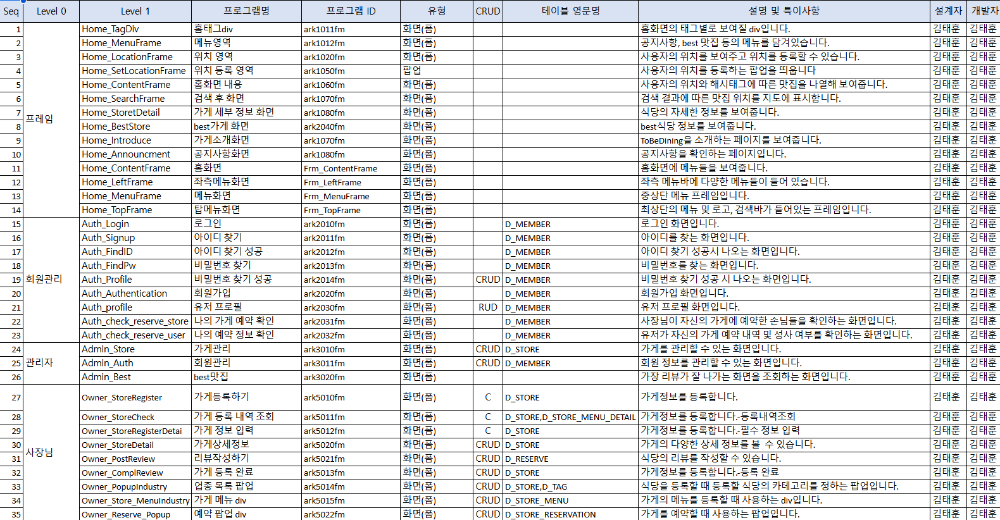 Seq Level 0 Level 1 프로그램명 프로그램 ID 유형 CRUD 테이블 영문명 설명 및 특이사항 설계자 개발자
1 Home_TagDiv 홈태그div ark1011fm 화면(폼) 홈화면의 태그별로 보여질 div입니다. 김태훈 김태훈
2 Home_MenuFrame 메뉴영역 ark1012fm 화면(폼) 공지사항, best 맛집 등의 메뉴를 담겨있습니다. 김태훈 김태훈
3 Home_LocationFrame 위치 영역 ark1020fm 화면(폼) 사용자의 위치를 보여주고 위치를 등록할 수 있습니다. 김태훈 김태훈
4 Home_SetLocationFrame 위치 등록 영역 ark1050fm 팝업 사용자의 위치를 등록하는 팝업을 띄웁니다 김태훈 김태훈
5 Home_ContentFrame 홈화면 내용 ark1060fm 화면(폼) 사용자의 위치와 해시태그에 따른 맛집을 나열해 보여줍니다. 김태훈 김태훈
6 Home_SearchFrame 검색 후 화면 ark1070fm 화면(폼) 검색 결과에 따른 맛집 위치를 지도에 표시합니다. 김태훈 김태훈
7 Home_StoretDetail 가게 세부 정보 화면 ark1080fm 화면(폼) 식당의 자세한 정보를 보여줍니다. 김태훈 김태훈
프레임
8 Home_BestStore best가게 화면 ark2040fm 화면(폼) best식당 정보를 보여줍니다. 김태훈 김태훈
9 Home_Introduce 가게소개화면 ark1070fm 화면(폼) ToBeDining을 소개하는 페이지를 보여줍니다. 김태훈 김태훈
10 Home_Announcment 공지사항화면 ark1080fm 화면(폼) 공지사항을 확인하는 페이지입니다. 김태훈 김태훈
11 Home_ContentFrame 홈화면 Frm_ContentFrame 화면(폼) 홈화면에 메뉴들을 보여줍니다. 김태훈 김태훈
12 Home_LeftFrame 좌측메뉴화면 Frm_LeftFrame 화면(폼) 좌측 메뉴바에 다양한 메뉴들이 들어 있습니다. 김태훈 김태훈
13 Home_MenuFrame 메뉴화면 Frm_MenuFrame 화면(폼) 중상단 메뉴 프레임입니다. 김태훈 김태훈
14 Home_TopFrame 탑메뉴화면 Frm_TopFrame 화면(폼) 최상단의 메뉴 및 로고, 검색바가 들어있는 프레임입니다. 김태훈 김태훈
15 Auth_Login 로그인 ark2010fm 화면(폼) D_MEMBER 로그인 화면입니다. 김태훈 김태훈
16 Auth_Signup 아이디 찾기 ark2011fm 화면(폼) D_MEMBER 아이디를 찾는 화면입니다. 김태훈 김태훈
17 Auth_FindID 아이디 찾기 성공 ark2012fm 화면(폼) D_MEMBER 아이디 찾기 성공시 나오는 화면입니다. 김태훈 김태훈
18 Auth_FindPw 비밀번호 찾기 ark2013fm 화면(폼) D_MEMBER 비밀번호를 찾는 화면입니다. 김태훈 김태훈
19 회원관리 Auth_Profile 비밀번호 찾기 성공 ark2014fm 화면(폼) CRUD D_MEMBER 비밀번호 찾기 성공 시 나오는 화면입니다. 김태훈 김태훈
20 Auth_Authentication 회원가입 ark2020fm 화면(폼) D_MEMBER 회원가입 화면입니다. 김태훈 김태훈
21 Auth_profile 유저 프로필 ark2030fm 화면(폼) RUD D_MEMBER 유저 프로필 화면입니다. 김태훈 김태훈
22 Auth_check_reserve_store 나의 가게 예약 확인 ark2031fm 화면(폼) D_MEMBER 사장님이 자신의 가게에 예약한 손님들을 확인하는 화면입니다. 김태훈 김태훈
23 Auth_check_reserve_user 나의 예약 정보 확인 ark2032fm 화면(폼) D_MEMBER 유저가 자신의 가게 예약 내역 및 성사 여부를 확인하는 화면입니다. 김태훈 김태훈
24 Admin_Store 가게관리 ark3010fm 화면(폼) CRUD D_STORE 가게를 관리할 수 있는 화면입니다. 김태훈 김태훈
25 관리자 Admin_Auth 회원관리 ark3011fm 화면(폼) CRUD D_MEMBER 회원 정보를 관리할 수 있는 화면입니다. 김태훈 김태훈
26 Admin_Best best맛집 ark3020fm 화면(폼) 가장 리뷰가 잘 나가는 화면을 조회하는 화면입니다. 김태훈 김태훈
27 Owner_StoreRegister 가게등록하기 ark5010fm 화면(폼) C D_STORE 가게정보를 등록합니다. 김태훈 김태훈
28 Owner_StoreCheck 가게 등록 내역 조회 ark5011fm 화면(폼) C D_STORE,D_STORE_MENU_DETAIL 가게정보를 등록합니다.-등록내역조회 김태훈 김태훈
29 Owner_StoreRegisterDetai 가게 정보 입력 ark5012fm 화면(폼) C D_STORE 가게정보를 등록합니다.-필수 정보 입력 김태훈 김태훈
30 Owner_StoreDetail 가게상세정보 ark5020fm 화면(폼) CRUD D_STORE 가게의 다양한 상세 정보를 볼 수 있습니다. 김태훈 김태훈
사장님
31 Owner_PostReview 리뷰작성하기 ark5021fm 화면(폼) CRUD D_RESERVE 식당의 리뷰를 작성할 수 있습니다. 김태훈 김태훈
32 Owner_ComplReview 가게 등록 완료 ark5013fm 화면(폼) CRUD D_STORE 가게정보를 등록합니다.-등록 완료 김태훈 김태훈
33 Owner_PopupIndustry 업종 목록 팝업 ark5014fm 화면(폼) CRUD D_STORE,D_TAG 식당을 등록할 때 등록할 식당의 카테고리를 정하는 팝업입니다. 김태훈 김태훈
34 Owner_Store_MenuIndustry 가게 메뉴 div ark5015fm 화면(폼) CRUD D_STORE_MENU 가게의 메뉴를 등록할 때 사용하는 div입니다. 김태훈 김태훈
35 Owner_Reserve_Popup 예약 팝업 div ark5022fm 화면(폼) CRUD D_STORE_RESERVATION 가게를 예약할 때 사용하는 팝업입니다. 김태훈 김태훈